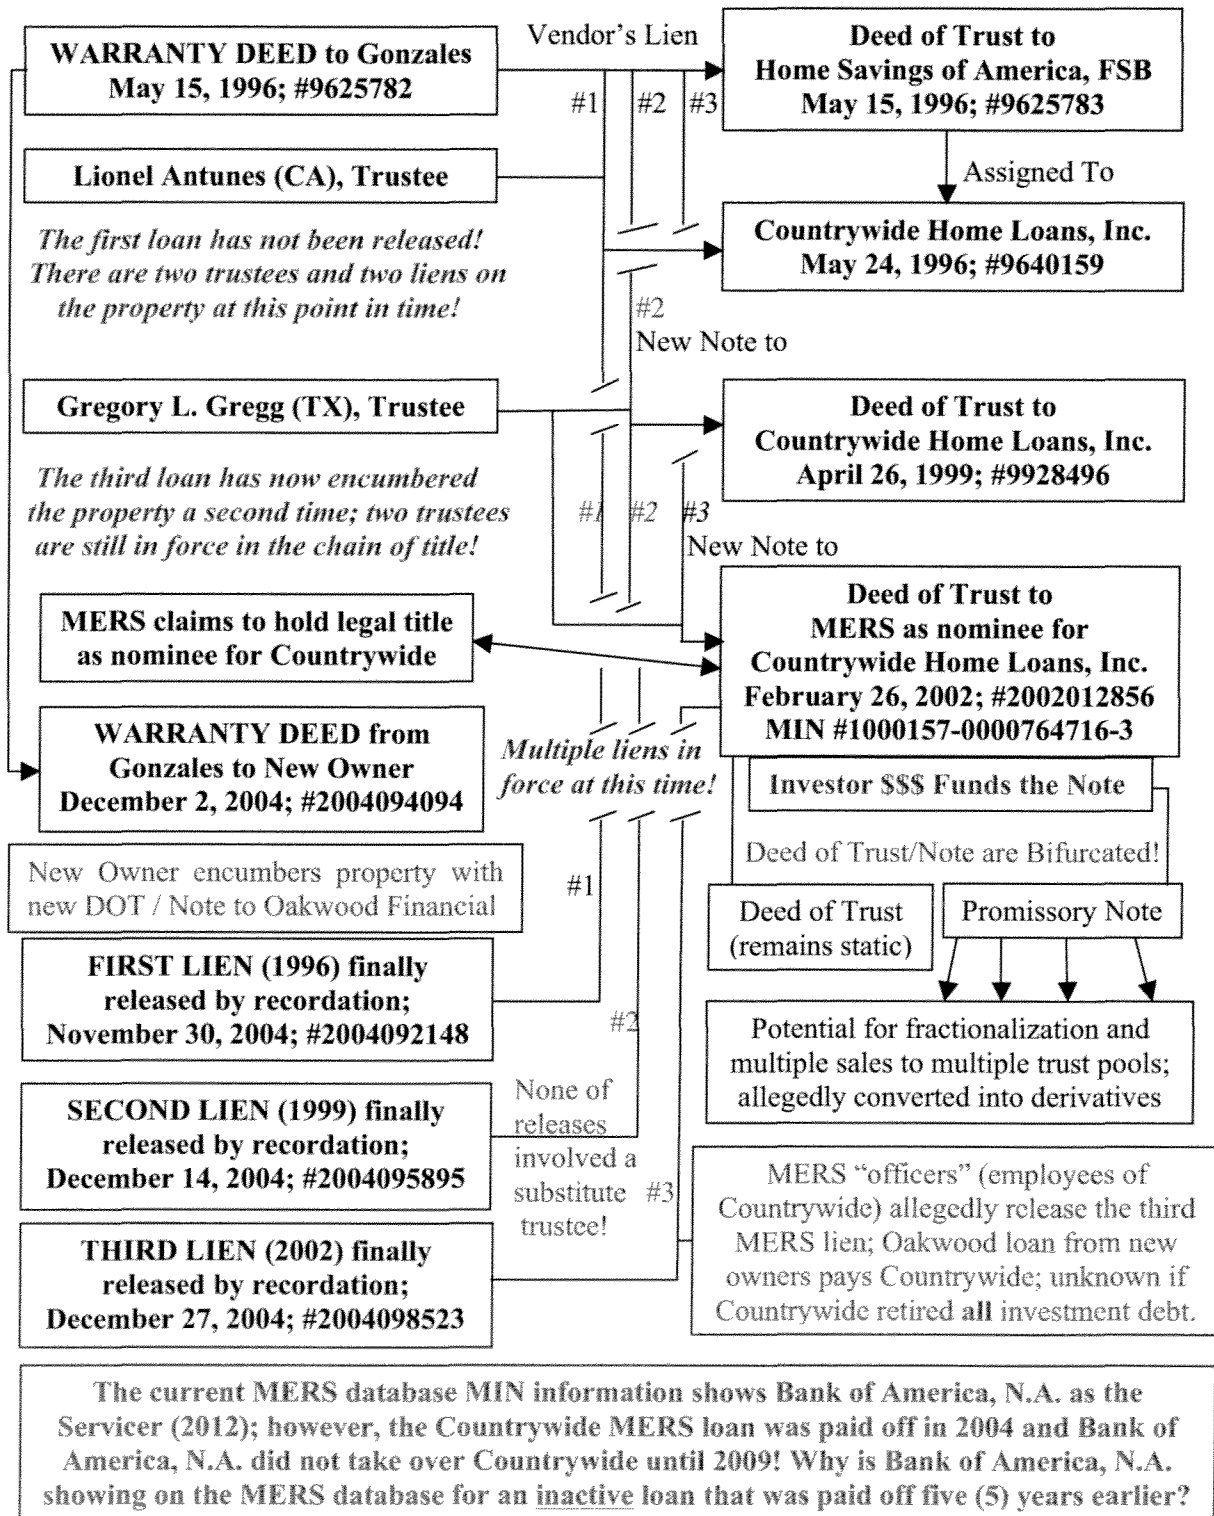 WARRANTY DEED to Gonzales
May 15, 1996; #9625782
Vendor's Lien
Deed of Trust to
Home Savings of America, FSB
May 15, 1996; #9625783
#1
#2
#3
Lionel Antunes (CA), Trustee
Assigned To
The first loan has not been released!
There are two trustees and two liens on
the property at this point in time!
Countrywide Home Loans, Inc.
May 24, 1996; #9640159
#2
New Note to
Gregory L. Gregg (TX), Trustee
Deed of Trust to
Countrywide Home Loans, Inc.
April 26, 1999; #9928496
The third loan has now encumbered
the property a second time; two trustees
are still in force in the chain of title!
#1
#2
#3
New Note to
MERS claims to hold legal title
as nominee for Countrywide
Deed of Trust to
MERS as nominee for
Countrywide Home Loans, Inc.
February 26, 2002; #2002012856
MIN #1000157-0000764716-3
WARRANTY DEED from
Gonzales to New Owner
December 2, 2004; #2004094094
Multiple liens in
force at this time!
Investor $$$ Funds the Note
Deed of Trust/Note are Bifurcated!
New Owner encumbers property with
new DOT / Note to Oakwood Financial
#1
Deed of Trust
(remains static)
Promissory Note
FIRST LIEN (1996) finally
released by recordation;
November 30, 2004; #2004092148
#2
Potential for fractionalization and
multiple sales to multiple trust pools;
allegedly converted into derivatives
SECOND LIEN (1999) finally
released by recordation;
December 14, 2004; #2004095895
None of
releases
involved a
substitute
trustee!
#3
MERS “officers” (employees of
Countrywide) allegedly release the third
MERS lien; Oakwood loan from new
owners pays Countrywide; unknown if
Countrywide retired all investment debt.
THIRD LIEN (2002) finally
released by recordation;
December 27, 2004; #2004098523
The current MERS database MIN information shows Bank of America, N.A. as the
Servicer (2012); however, the Countrywide MERS loan was paid off in 2004 and Bank of
America, N.A. did not take over Countrywide until 2009! Why is Bank of America, N.A.
showing on the MERS database for an inactive loan that was paid off five (5) years earlier?